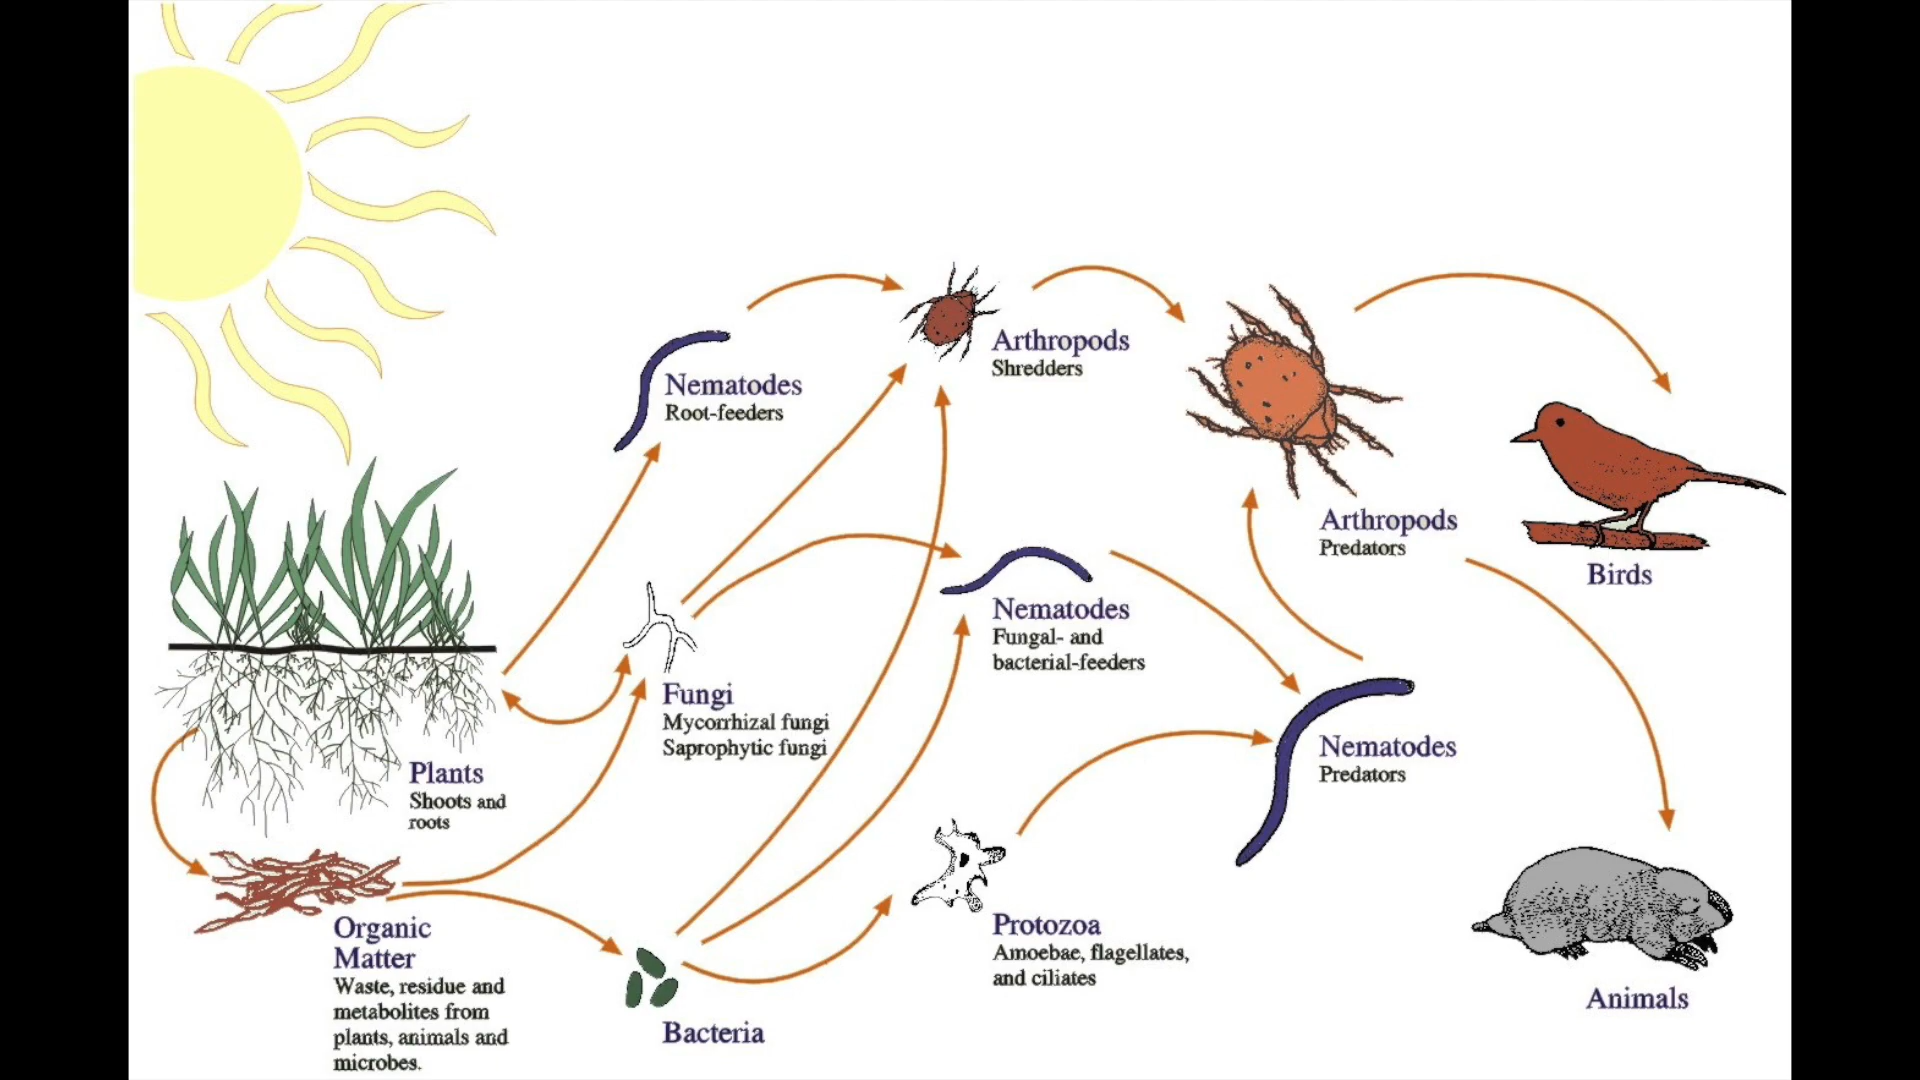 Arthropods
Shredders
Nematodes
Root-feeders
Arthropods
Predators
Birds
Nematodes
Fungal- and
bacterial-feeders
Fungi
Mycorrhizal fungi
Saprophytic fungi
Nematodes
Predators
Plants
Shoots and
roots
Organic
Matter
Waste, residue and
metabolites from
plants, animals and
microbes.
Protozoa
Amoebae, flagellates,
and ciliates
Bacteria
Animals